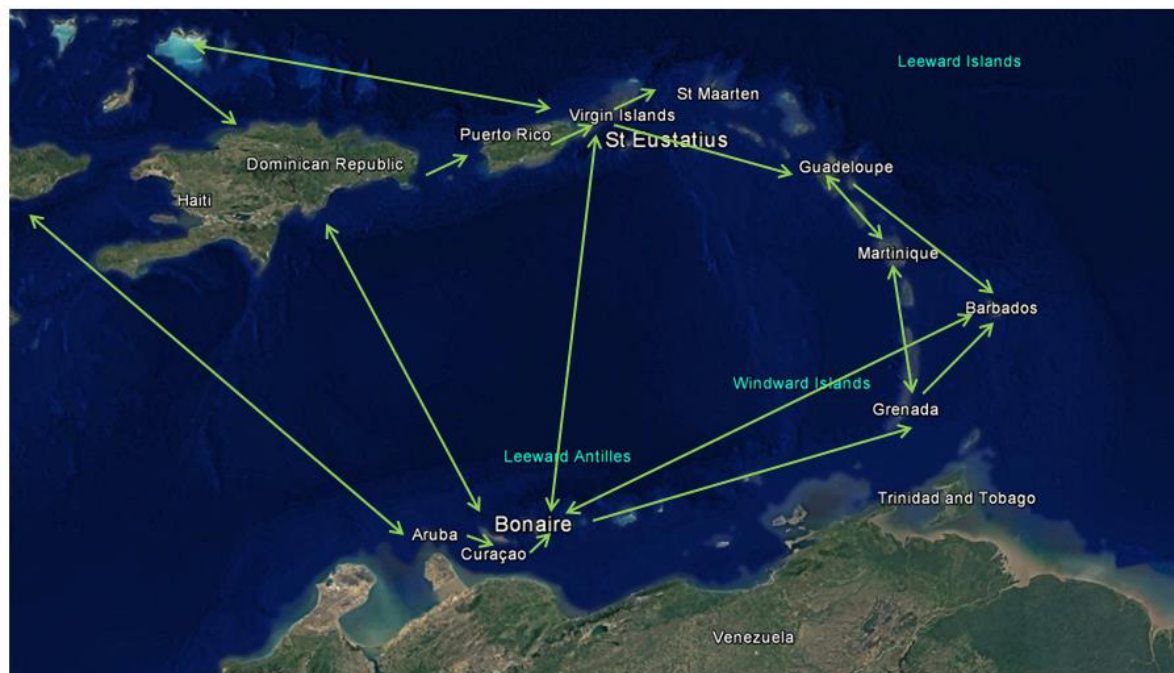 Leeward Islands
St Maarten
Virgin Islands
Puerto Rico
St Eustatius
Dominican Republic
Guadeloupe
Haiti
Martinique
Barbados
Windward Islands
Grenada
Leeward Antilles
Trinidad and Tobago
Bonaire
Aruba
Curaçao
Venezuela